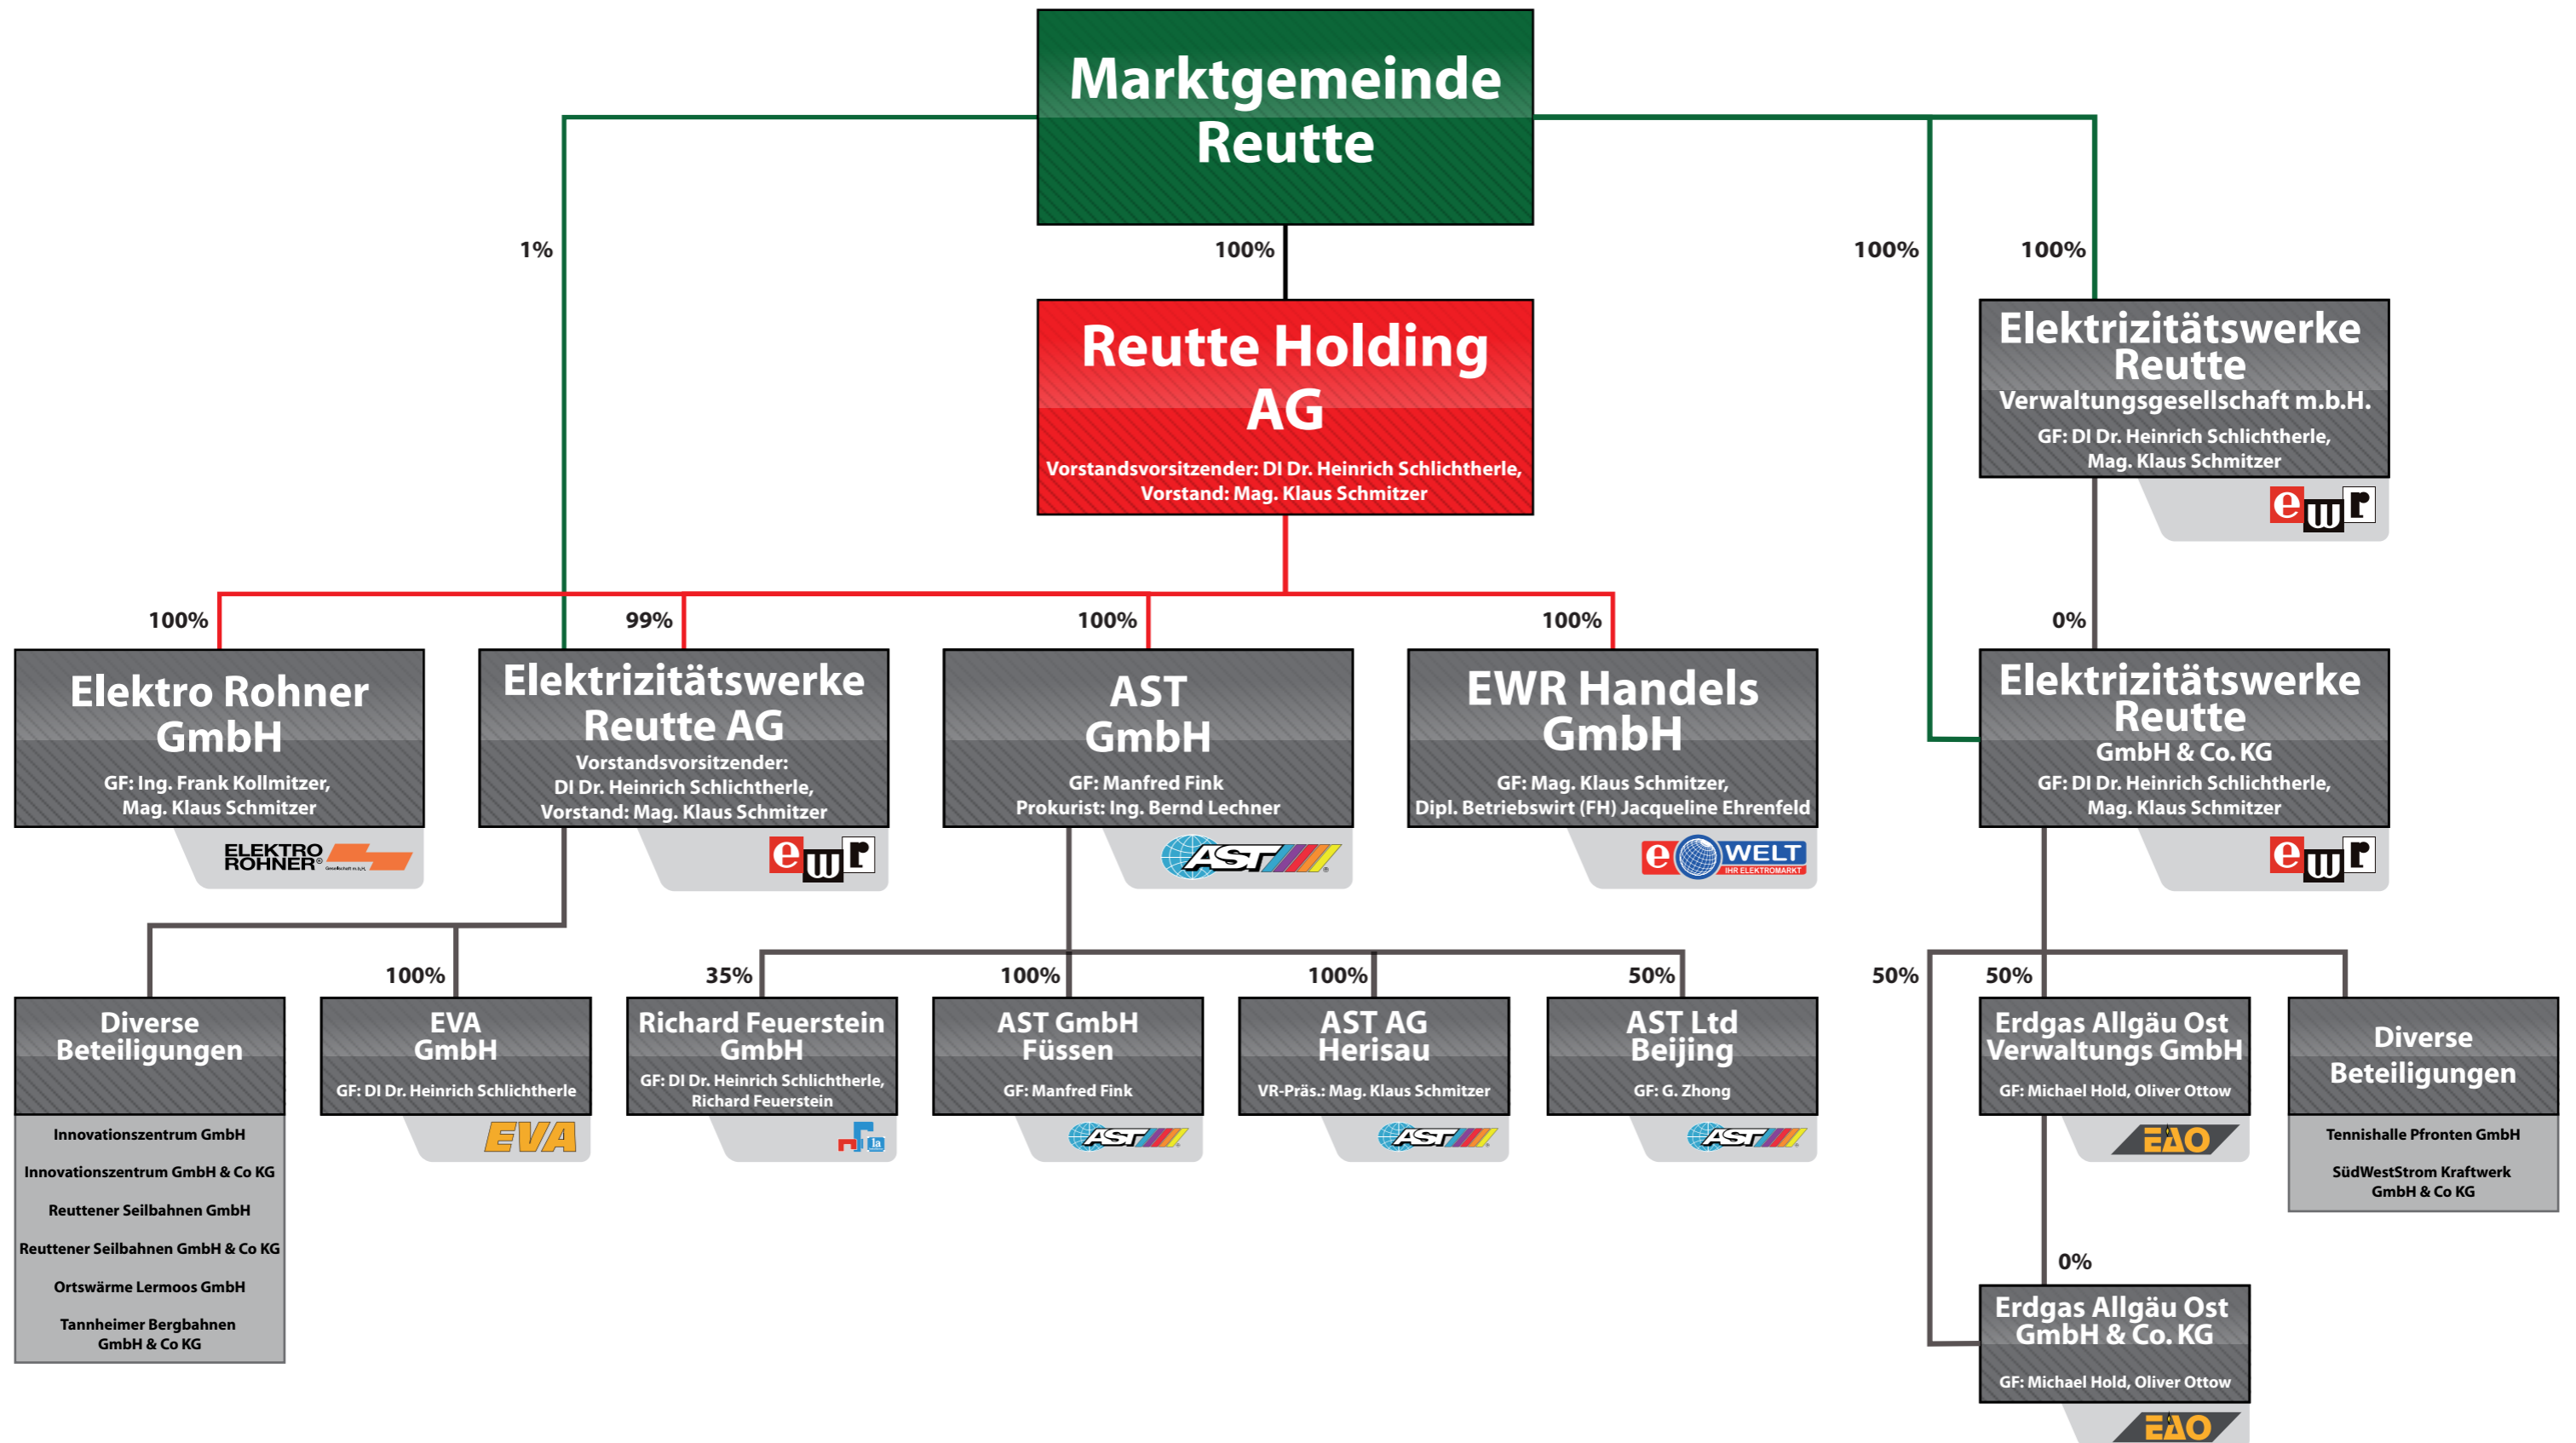 Marktgemeinde
Reutte
1%
100%
100%
100%
Reutte Holding
AG
Vorstandsvorsitzender: DI Dr. Heinrich Schlichtherle,
Vorstand: Mag. Klaus Schmitzer
Elektrizitätswerke
Reutte
Verwaltungsgesellschaft m.b.H.
GF: DI Dr. Heinrich Schlichtherle,
Mag. Klaus Schmitzer
ewr
100%
99%
100%
100%
0%
Elektro Rohner
GmbH
GF: Ing. Frank Kollmitzer,
Mag. Klaus Schmitzer
ELEKTRO
ROHNER®
Gesellschaft m.b.H.
Elektrizitätswerke
Reutte AG
Vorstandsvorsitzender:
DI Dr. Heinrich Schlichtherle,
Vorstand: Mag. Klaus Schmitzer
ewr
AST
GmbH
GF: Manfred Fink
Prokurist: Ing. Bernd Lechner
AST®
EWR Handels
GmbH
GF: Mag. Klaus Schmitzer,
Dipl. Betriebswirt (FH) Jacqueline Ehrenfeld
e WELT
IHR ELEKTROMARKT
Elektrizitätswerke
Reutte
GmbH & Co. KG
GF: DI Dr. Heinrich Schlichtherle,
Mag. Klaus Schmitzer
ewr
100%
35%
100%
100%
50%
50%
50%
Diverse
Beteiligungen
Innovationszentrum GmbH
Innovationszentrum GmbH & Co KG
Reuttener Seilbahnen GmbH
Reuttener Seilbahnen GmbH & Co KG
Ortswärme Lermoos GmbH
Tannheimer Bergbahnen
GmbH & Co KG
EVA
GmbH
GF: DI Dr. Heinrich Schlichtherle
EVA
Richard Feuerstein
GmbH
GF: DI Dr. Heinrich Schlichtherle,
Richard Feuerstein
la
AST GmbH
Füssen
GF: Manfred Fink
AST
AST AG
Herisau
VR-Präs.: Mag. Klaus Schmitzer
AST
AST Ltd
Beijing
GF: G. Zhong
AST
Erdgas Allgäu Ost
Verwaltungs GmbH
GF: Michael Hold, Oliver Ottow
EAO
Diverse
Beteiligungen
Tennishalle Pfronten GmbH
SüdWestStrom Kraftwerk
GmbH & Co KG
0%
Erdgas Allgäu Ost
GmbH & Co. KG
GF: Michael Hold, Oliver Ottow
EAO